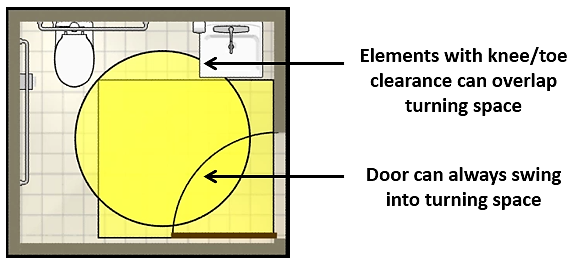 Elements with knee/toe
clearance can overlap
turning space
Door can always swing
into turning space